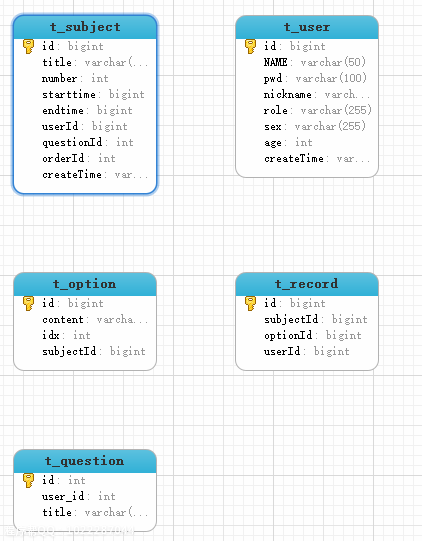 t_subject
id: bigint
title: varchar(...
number: int
starttime: bigint
endtime: bigint
userId: bigint
questionId: int
orderId: int
createTime: var...
t_user
id: bigint
NAME: varchar(50)
pwd: varchar(100)
nickname: varch...
role: varchar(255)
sex: varchar(255)
age: int
createTime: var...
t_option
id: bigint
content: varcha...
idx: int
subjectId: bigint
t_record
id: bigint
subjectId: bigint
optionId: bigint
userId: bigint
t_question
id: int
user_id: int
title: varchar(...